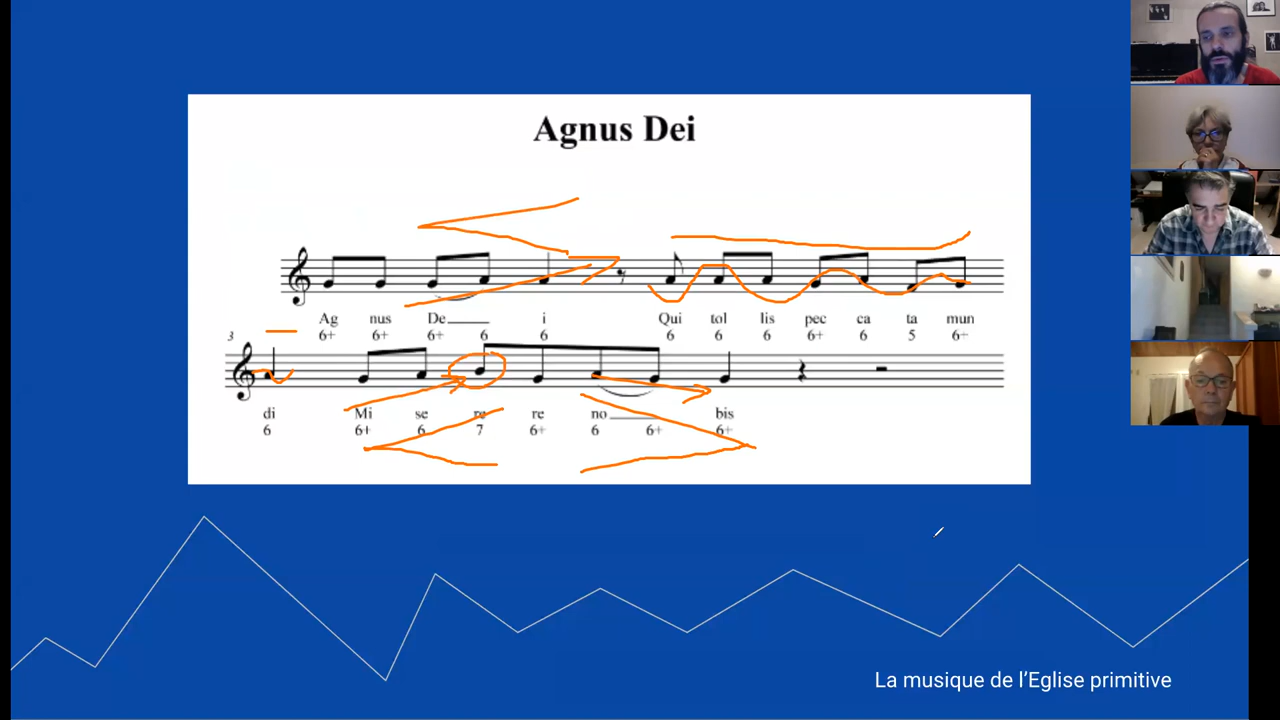 Agnus Dei
Ag nus De___ i Qui tol lis pec ca ta mun
6+ 6+ 6+ 6 6 6 6 6 6+ 6 5 6+
3
di Mi se re re no___ bis
6 6+ 6 7 6+ 6 6+ 6+
La musique de l’Eglise primitive